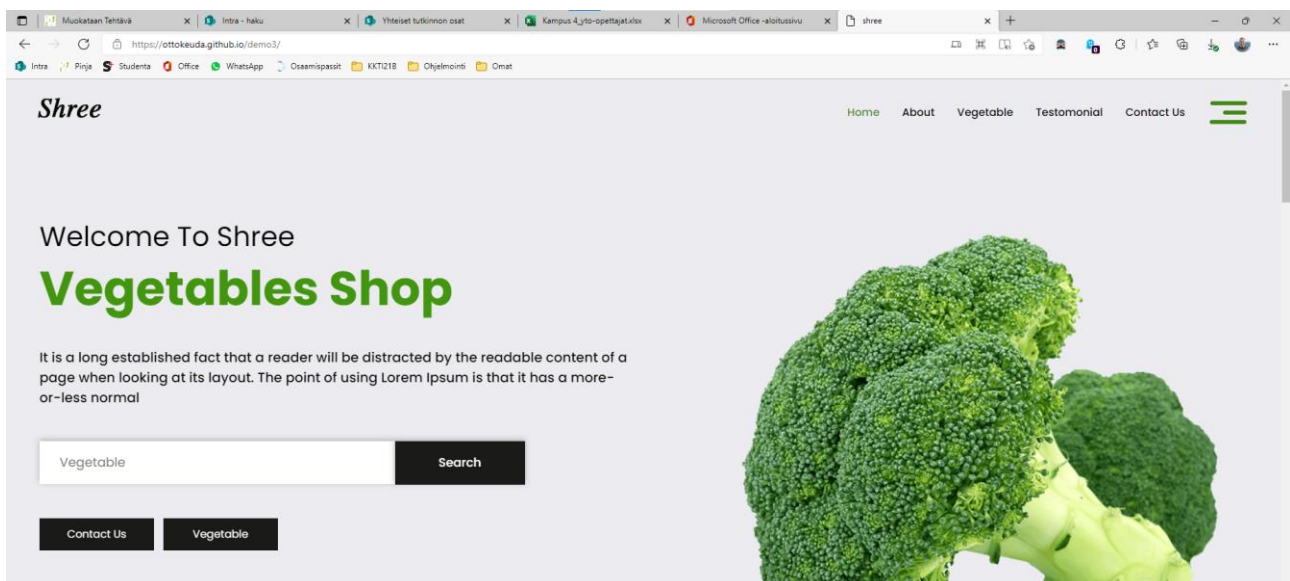 Muokataan Tehtävä Intra - haku Yhteiset tutkinnon osat Kampus 4_yto-opettajat.xlsx Microsoft Office -aloitussivu shree
https://ottokeuda.github.io/demo3/
Intra Pinja Studenta Office WhatsApp Osaamispassit KKTI21B Ohjelmointi Omat
Shree
Home About Vegetable Testomonial Contact Us
Welcome To Shree
Vegetables Shop
It is a long established fact that a reader will be distracted by the readable content of a
page when looking at its layout. The point of using Lorem Ipsum is that it has a more-
or-less normal
Vegetable Search
Contact Us Vegetable